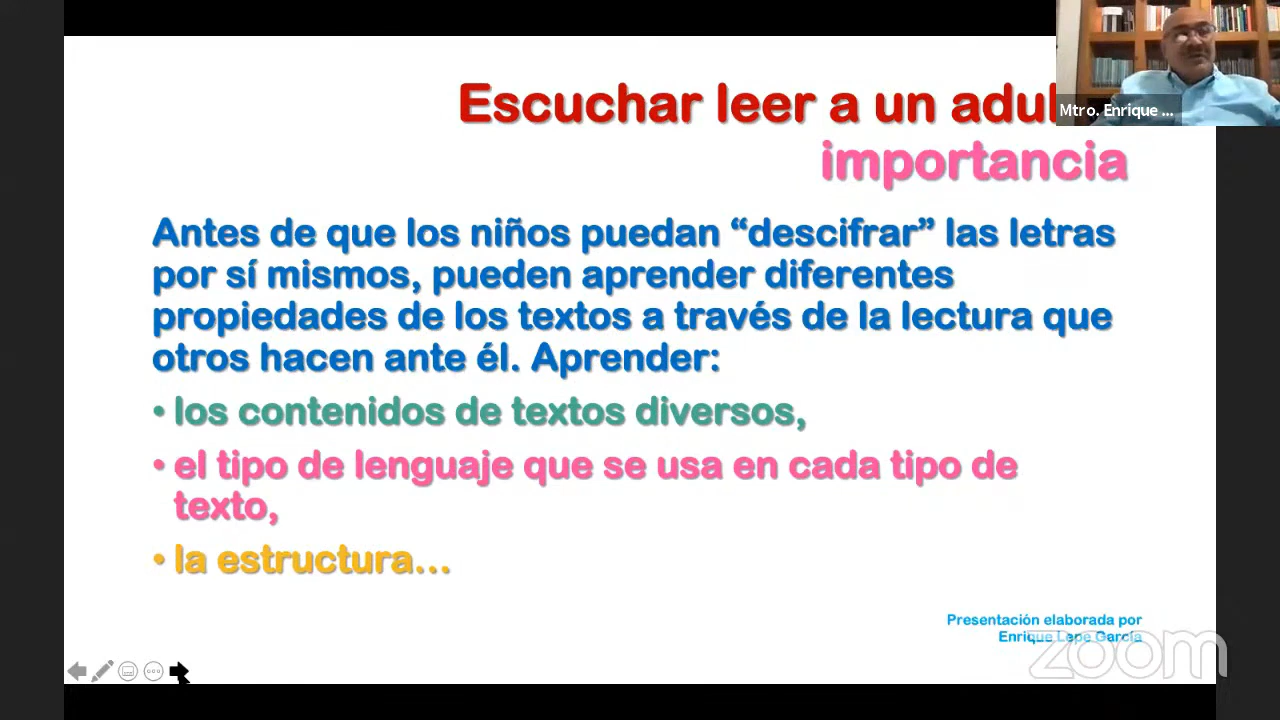 Escuchar leer a un
importancia
Mtro. Enrique ...
Antes de que los niños puedan “descifrar” las letras
por sí mismos, pueden aprender diferentes
propiedades de los textos a través de la lectura que
otros hacen ante él. Aprender:
• los contenidos de textos diversos,
• el tipo de lenguaje que se usa en cada tipo de
texto,
• la estructura...
Presentación elaborada por
Enrique Lepe García
zoom